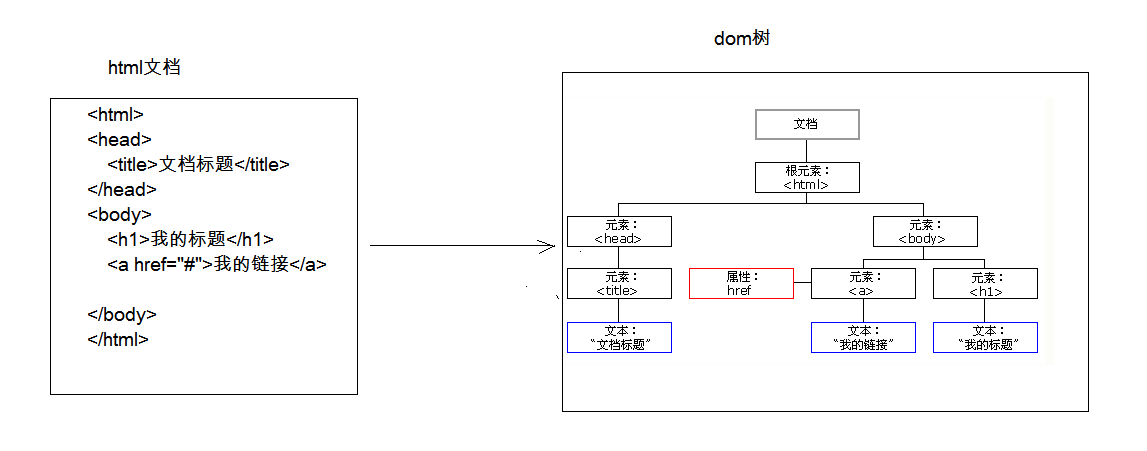 html文档
<html>
<head>
<title>文档标题</title>
</head>
<body>
<h1>我的标题</h1>
<a href="#">我的链接</a>
</body>
</html>
dom树
文档
根元素：
<html>
元素：
<head>
元素：
<body>
元素：
<title>
属性：
href
元素：
<a>
元素：
<h1>
文本：
“文档标题”
文本：
“我的链接”
文本：
“我的标题”